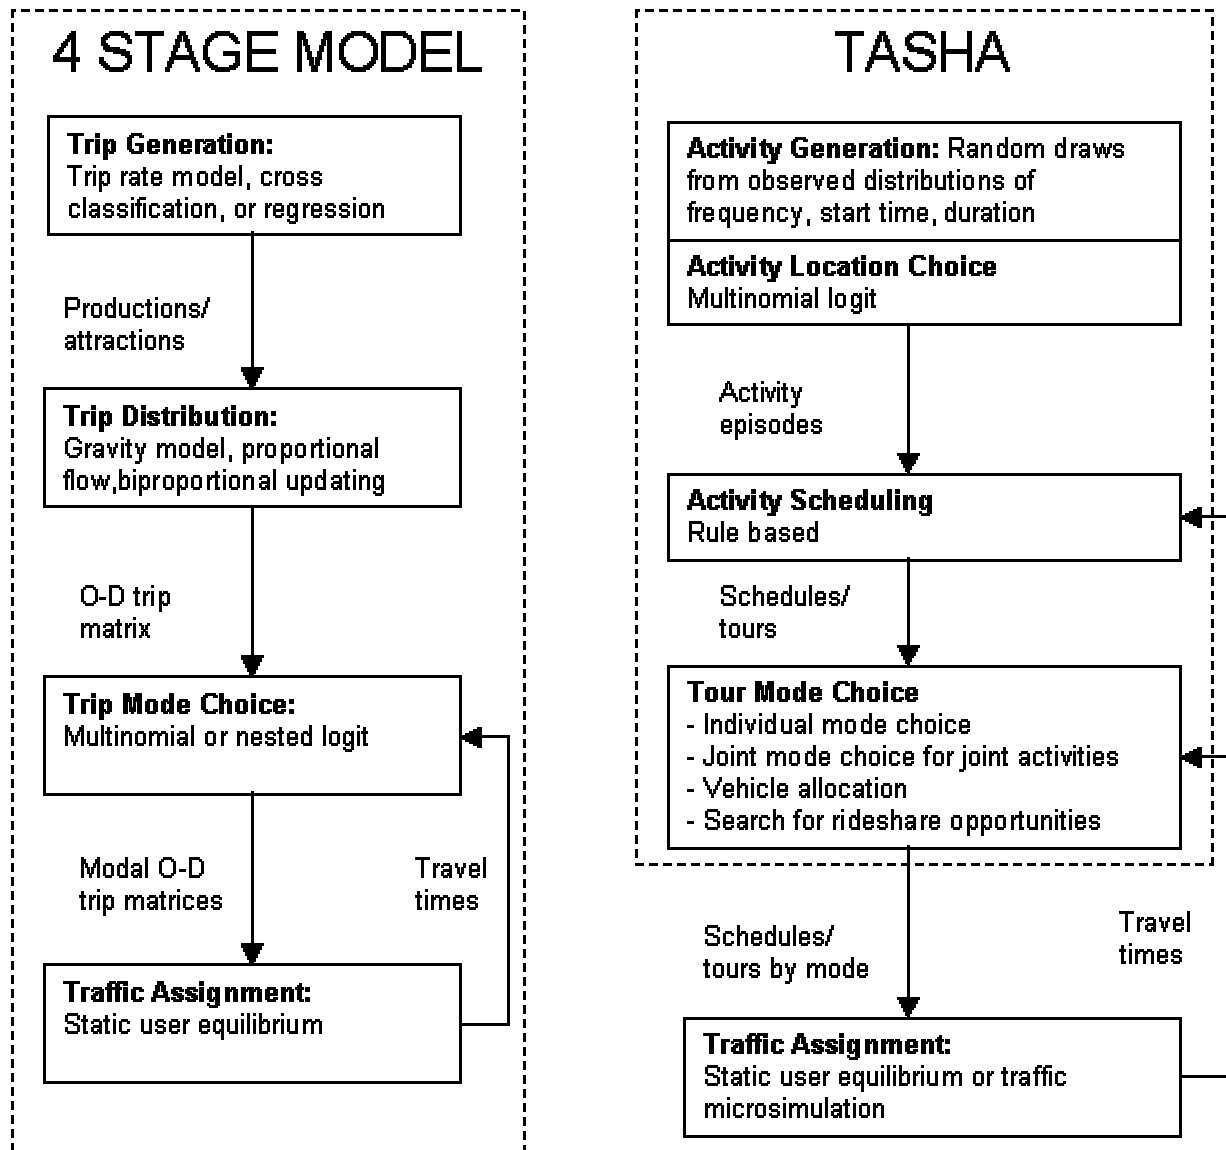 4 STAGE MODEL
Trip Generation:
Trip rate model, cross
classification, or regression
Productions/
attractions
Trip Distribution:
Gravity model, proportional
flow,biproportional updating
O-D trip
matrix
Trip Mode Choice:
Multinomial or nested logit
Modal O-D
trip matrices
Travel
times
Traffic Assignment:
Static user equilibrium
TASHA
Activity Generation: Random draws
from observed distributions of
frequency, start time, duration
Activity Location Choice
Multinomial logit
Activity
episodes
Activity Scheduling
Rule based
Schedules/
tours
Tour Mode Choice
- Individual mode choice
- Joint mode choice for joint activities
- Vehicle allocation
- Search for rideshare opportunities
Schedules/
tours by mode
Travel
times
Traffic Assignment:
Static user equilibrium or traffic
microsimulation